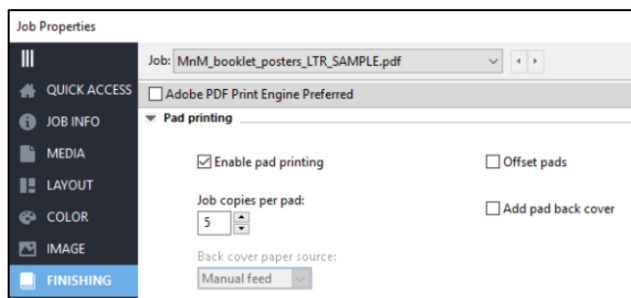 Job Properties
Job: MnM_booklet_posters_LTR_SAMPLE.pdf
QUICK ACCESS
Adobe PDF Print Engine Preferred
JOB INFO
Pad printing
MEDIA
Enable pad printing
Offset pads
LAYOUT
Job copies per pad:
Add pad back cover
COLOR
5
IMAGE
Back cover paper source:
FINISHING
Manual feed